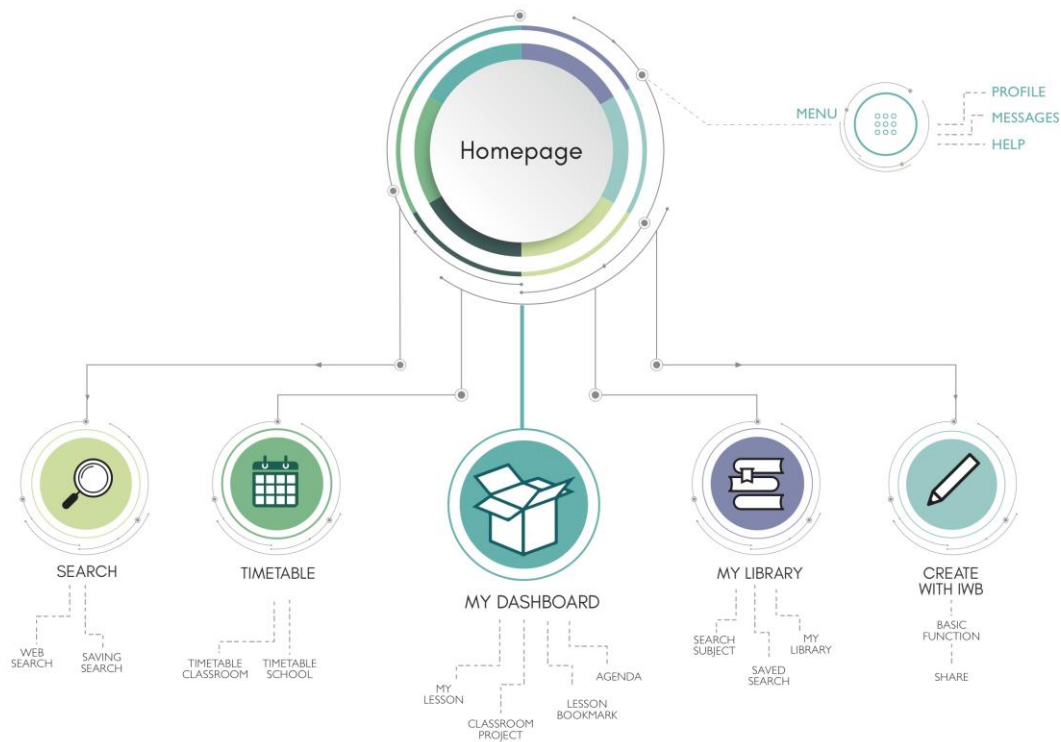 Homepage
MENU
PROFILE
MESSAGES
HELP
SEARCH
WEB
SEARCH
SAVING
SEARCH
TIMETABLE
TIMETABLE
CLASSROOM
TIMETABLE
SCHOOL
MY DASHBOARD
MY
LESSON
CLASSROOM
PROJECT
LESSON
BOOKMARK
AGENDA
MY LIBRARY
SEARCH
SUBJECT
SAVED
SEARCH
MY
LIBRARY
CREATE
WITH IWB
BASIC
FUNCTION
SHARE